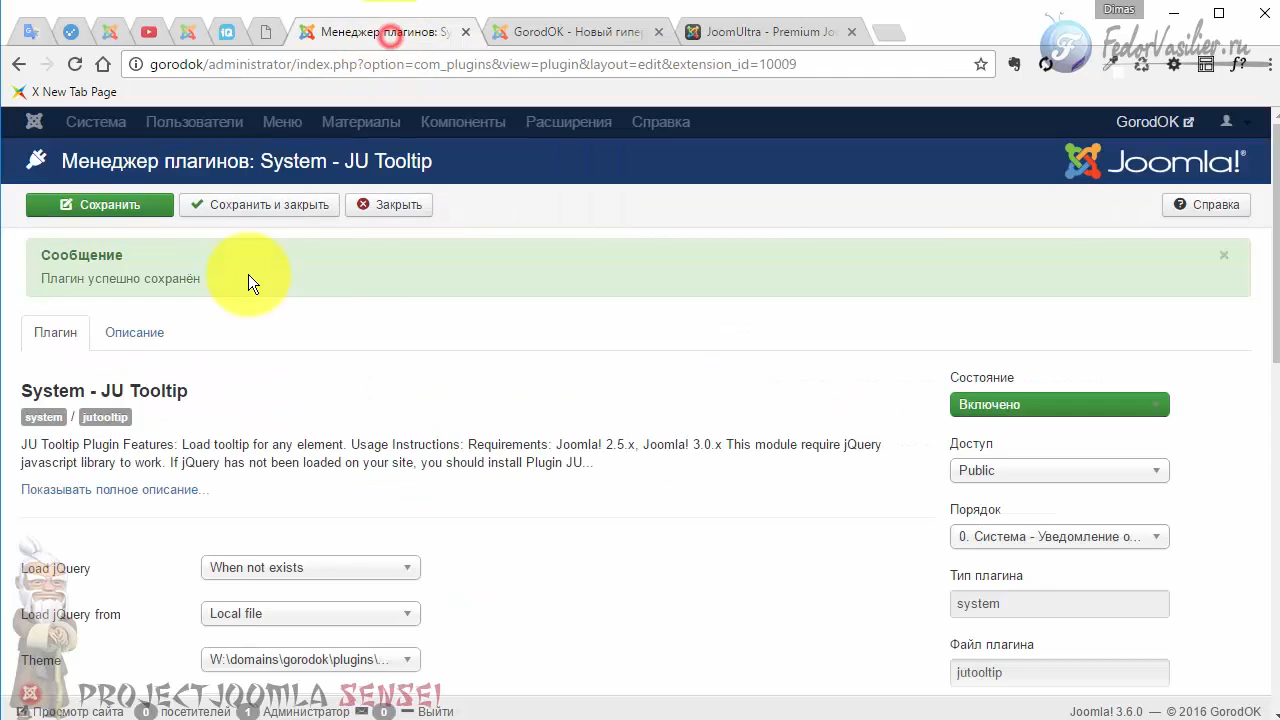 Dimas
Менеджер плагинов: Sy
GorodOK - Новый гипер
JoomUltra - Premium Jo
FedorVasilier.ru
gorodok/administrator/index.php?option=com_plugins&view=plugin&layout=edit&extension_id=10009
X New Tab Page
Система Пользователи Меню Материалы Компоненты Расширения Справка GorodOK
Менеджер плагинов: System - JU Tooltip
Joomla!®
Сохранить Сохранить и закрыть Закрыть Справка
Сообщение
Плагин успешно сохранён
Плагин Описание
System - JU Tooltip
system / jutooltip
JU Tooltip Plugin Features: Load tooltip for any element. Usage Instructions: Requirements: Joomla! 2.5.x, Joomla! 3.0.x This module require jQuery
javascript library to work. If jQuery has not been loaded on your site, you should install Plugin JU...
Показывать полное описание...
Состояние
Включено
Доступ
Public
Порядок
0. Система - Уведомление о...
Тип плагина
system
Файл плагина
jutooltip
Load jQuery When not exists
Load jQuery from Local file
Theme W:\domains\gorodok\plugins\...
PROJECTJOOMLA SENSEI
Просмотр сайта 0 посетителей 1 Администратор 0 Выйти
Joomla! 3.6.0 — © 2016 GorodOK